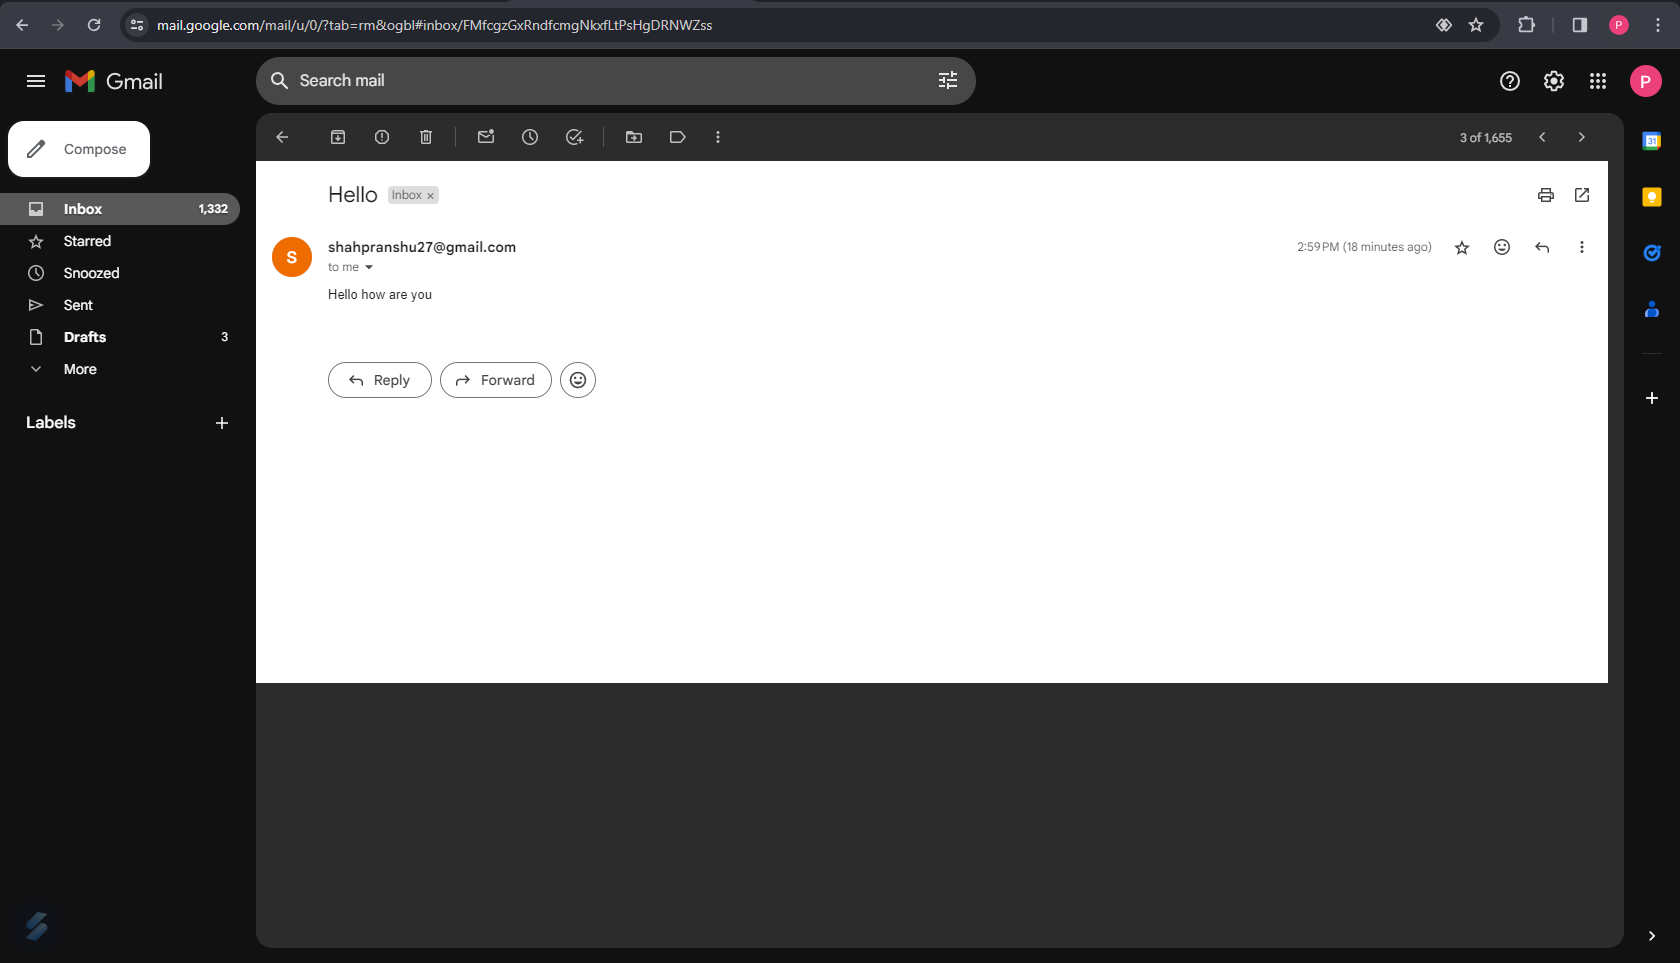 mail.google.com/mail/u/0/?tab=rm&ogbl#inbox/FMfcgzGxRndfcmgNkxfLtPsHgDRNWZss
P
Gmail
Search mail
P
Compose
3 of 1,655
31
Inbox 1,332
Starred
Snoozed
Sent
Drafts 3
More
Labels
Hello Inbox ×
S
shahpranshu27@gmail.com 2:59 PM (18 minutes ago)
to me
Hello how are you
Reply Forward